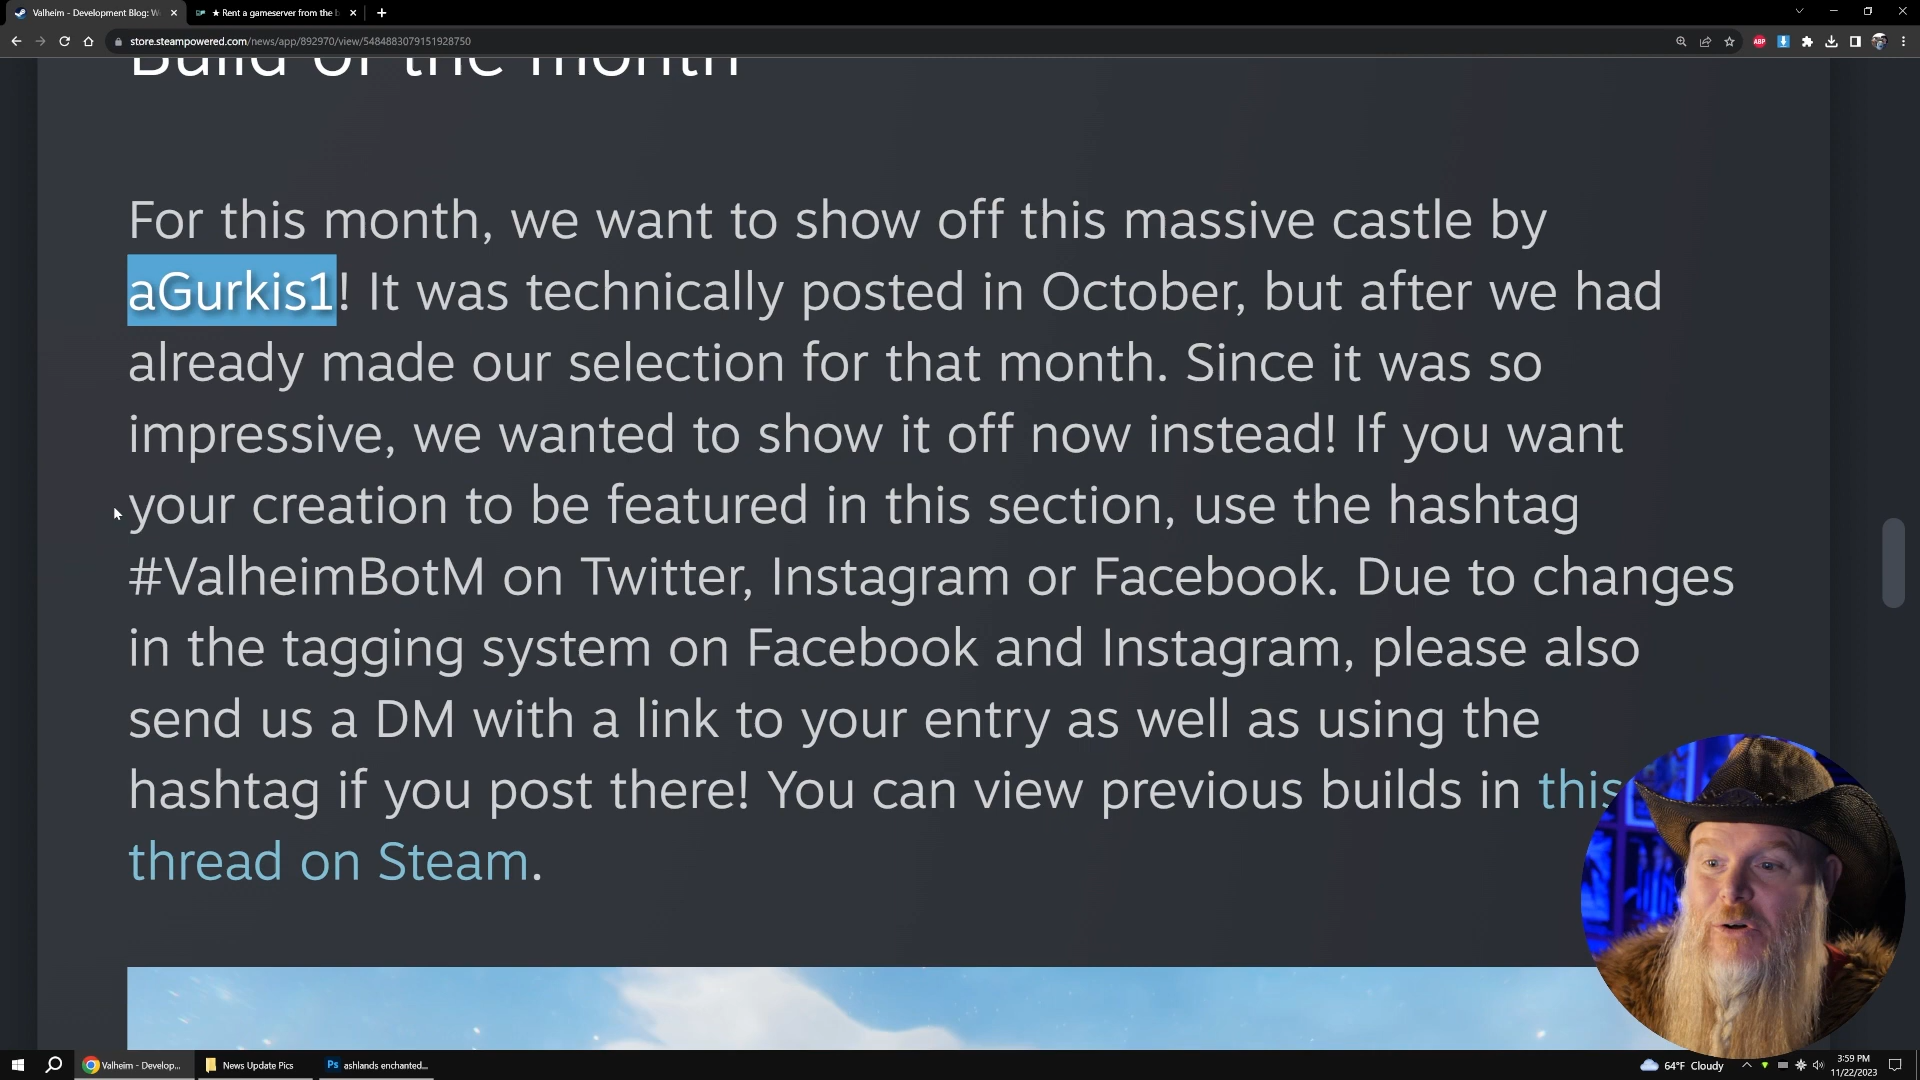 Valheim - Development Blog: W
★ Rent a gameserver from the b
store.steampowered.com/news/app/892970/view/5484883079151928750
ABP
Build of the month
For this month, we want to show off this massive castle by
aGurkis1! It was technically posted in October, but after we had
already made our selection for that month. Since it was so
impressive, we wanted to show it off now instead! If you want
your creation to be featured in this section, use the hashtag
#ValheimBotM on Twitter, Instagram or Facebook. Due to changes
in the tagging system on Facebook and Instagram, please also
send us a DM with a link to your entry as well as using the
hashtag if you post there! You can view previous builds in this
thread on Steam.
Valheim - Develop...
News Update Pics
Ps
ashlands enchanted...
64°F Cloudy
3:59 PM
11/22/2023